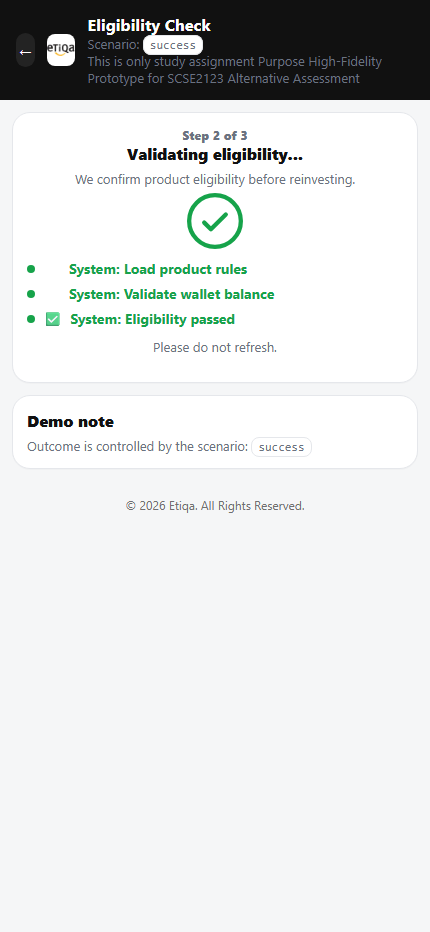 Eligibility Check
← etiqa Scenario: success
This is only study assignment Purpose High-Fidelity
Prototype for SCSE2123 Alternative Assessment
Step 2 of 3
Validating eligibility...
We confirm product eligibility before reinvesting.
System: Load product rules
System: Validate wallet balance
✅ System: Eligibility passed
Please do not refresh.
Demo note
Outcome is controlled by the scenario: success
© 2026 Etiqa. All Rights Reserved.